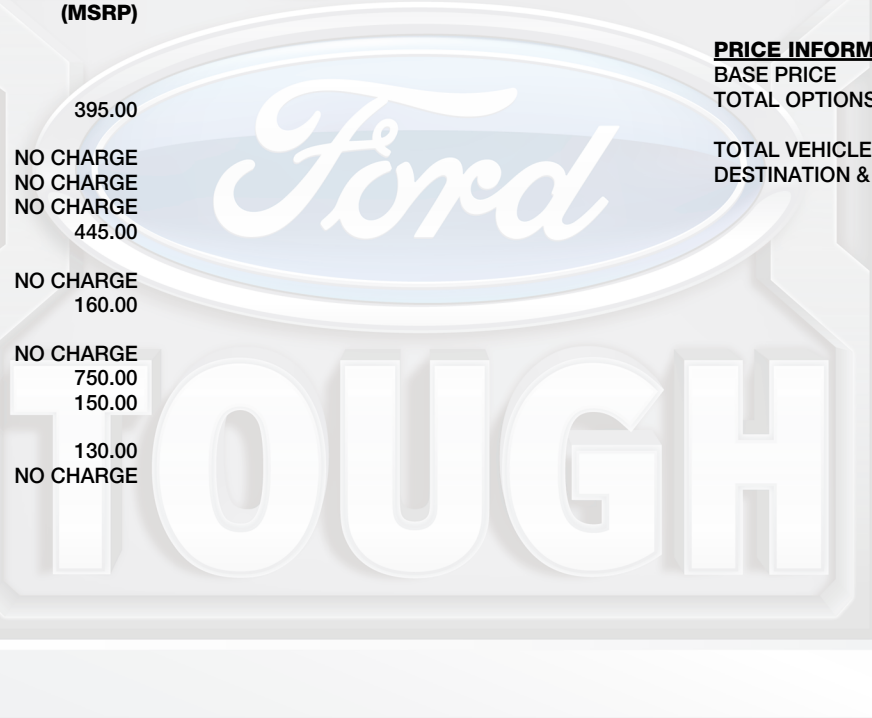 (MSRP)
395.00
NO CHARGE
NO CHARGE
NO CHARGE
445.00
NO CHARGE
160.00
NO CHARGE
750.00
150.00
130.00
NO CHARGE
PRICE INFORM
BASE PRICE
TOTAL OPTIONS
TOTAL VEHICLE
DESTINATION &
Ford
TOUGH